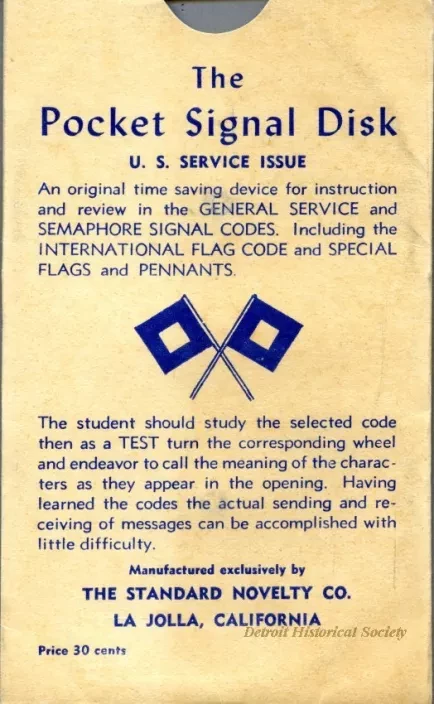 The
Pocket Signal Disk
U. S. SERVICE ISSUE
An original time saving device for instruction
and review in the GENERAL SERVICE and
SEMAPHORE SIGNAL CODES. Including the
INTERNATIONAL FLAG CODE and SPECIAL
FLAGS and PENNANTS.
The student should study the selected code
then as a TEST turn the corresponding wheel
and endeavor to call the meaning of the charac-
ters as they appear in the opening. Having
learned the codes the actual sending and re-
ceiving of messages can be accomplished with
little difficulty.
Manufactured exclusively by
THE STANDARD NOVELTY CO.
LA JOLLA, CALIFORNIA
Detroit Historical Society
Price 30 cents